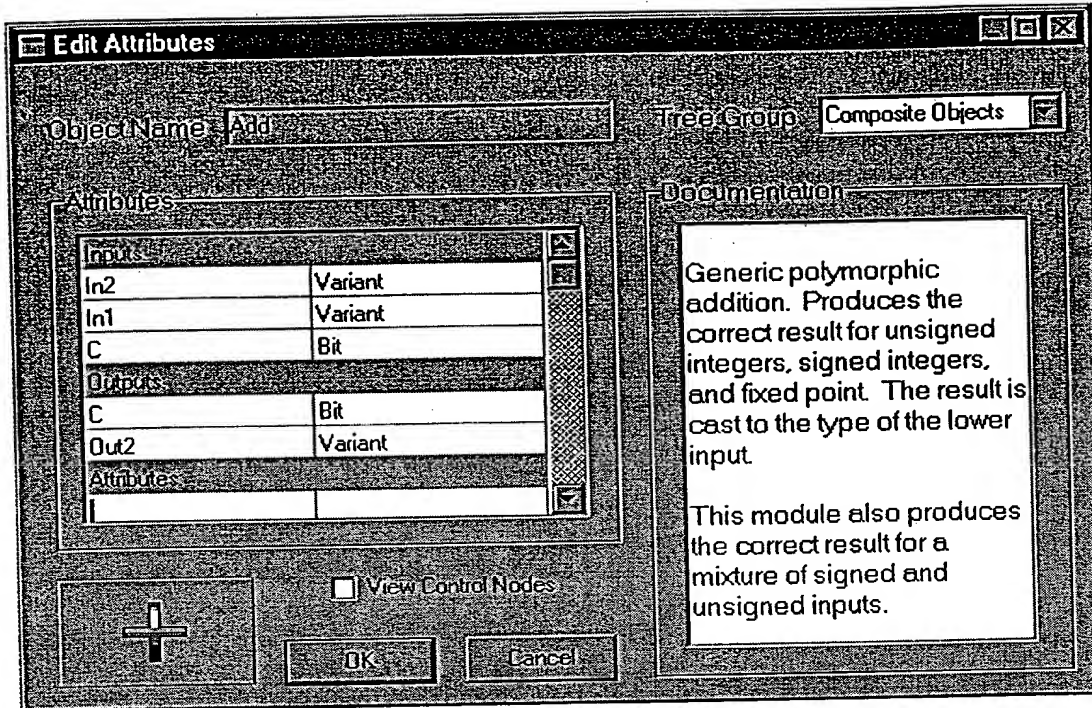 Edit Attributes
Object Name Add
Tree Group Composite Objects
Attributes
Inputs
In2 Variant
In1 Variant
C Bit
Outputs
C Bit
Out2 Variant
Attributes
View Control Nodes
OK Cancel
Documentation
Generic polymorphic
addition. Produces the
correct result for unsigned
integers, signed integers,
and fixed point. The result is
cast to the type of the lower
input.
This module also produces
the correct result for a
mixture of signed and
unsigned inputs.